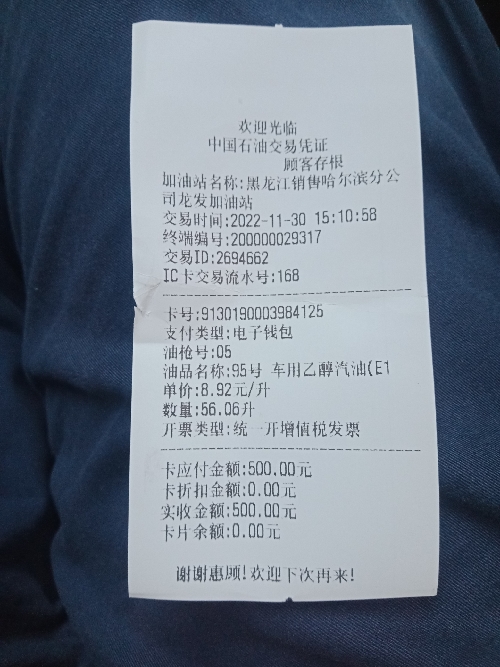 欢迎光临
中国石油交易凭证
顾客存根
加油站名称:黑龙江销售哈尔滨分公
司龙发加油站
交易时间:2022-11-30 15:10:58
终端编号:200000029317
交易ID:2694662
IC卡交易流水号:168
卡号:9130190003984125
支付类型:电子钱包
油枪号:05
油品名称:95号 车用乙醇汽油(E1
单价:8.92元/升
数量:56.06升
开票类型:统一开增值税发票
卡应付金额:500.00元
卡折扣金额:0.00元
实收金额:500.00元
卡片余额:0.00元
谢谢惠顾!欢迎下次再来!